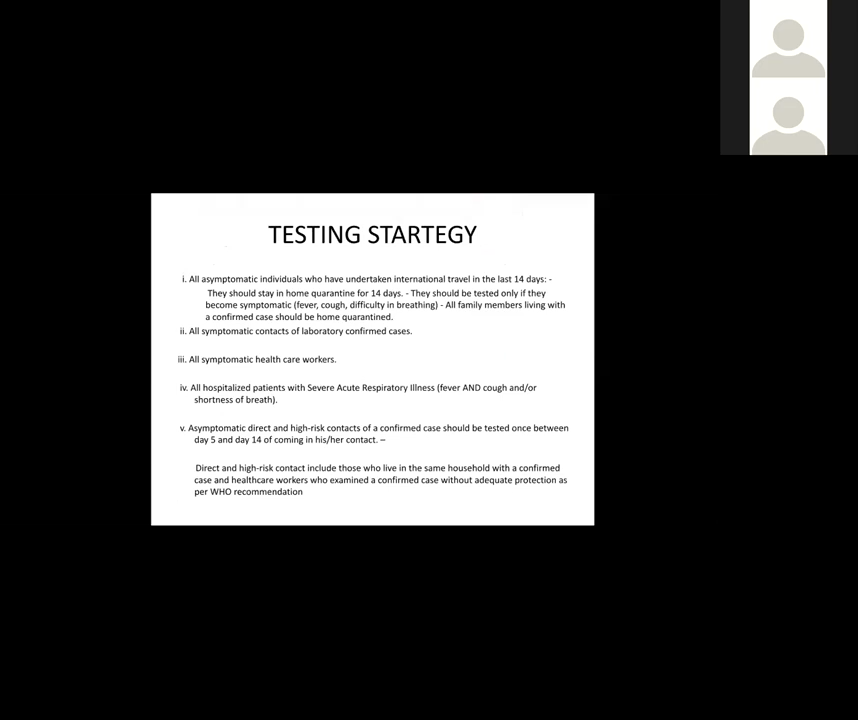 TESTING STARTEGY
i. All asymptomatic individuals who have undertaken international travel in the last 14 days: -
They should stay in home quarantine for 14 days. - They should be tested only if they
become symptomatic (fever, cough, difficulty in breathing) - All family members living with
a confirmed case should be home quarantined.
ii. All symptomatic contacts of laboratory confirmed cases.
iii. All symptomatic health care workers.
iv. All hospitalized patients with Severe Acute Respiratory Illness (fever AND cough and/or
shortness of breath).
v. Asymptomatic direct and high-risk contacts of a confirmed case should be tested once between
day 5 and day 14 of coming in his/her contact. –
Direct and high-risk contact include those who live in the same household with a confirmed
case and healthcare workers who examined a confirmed case without adequate protection as
per WHO recommendation